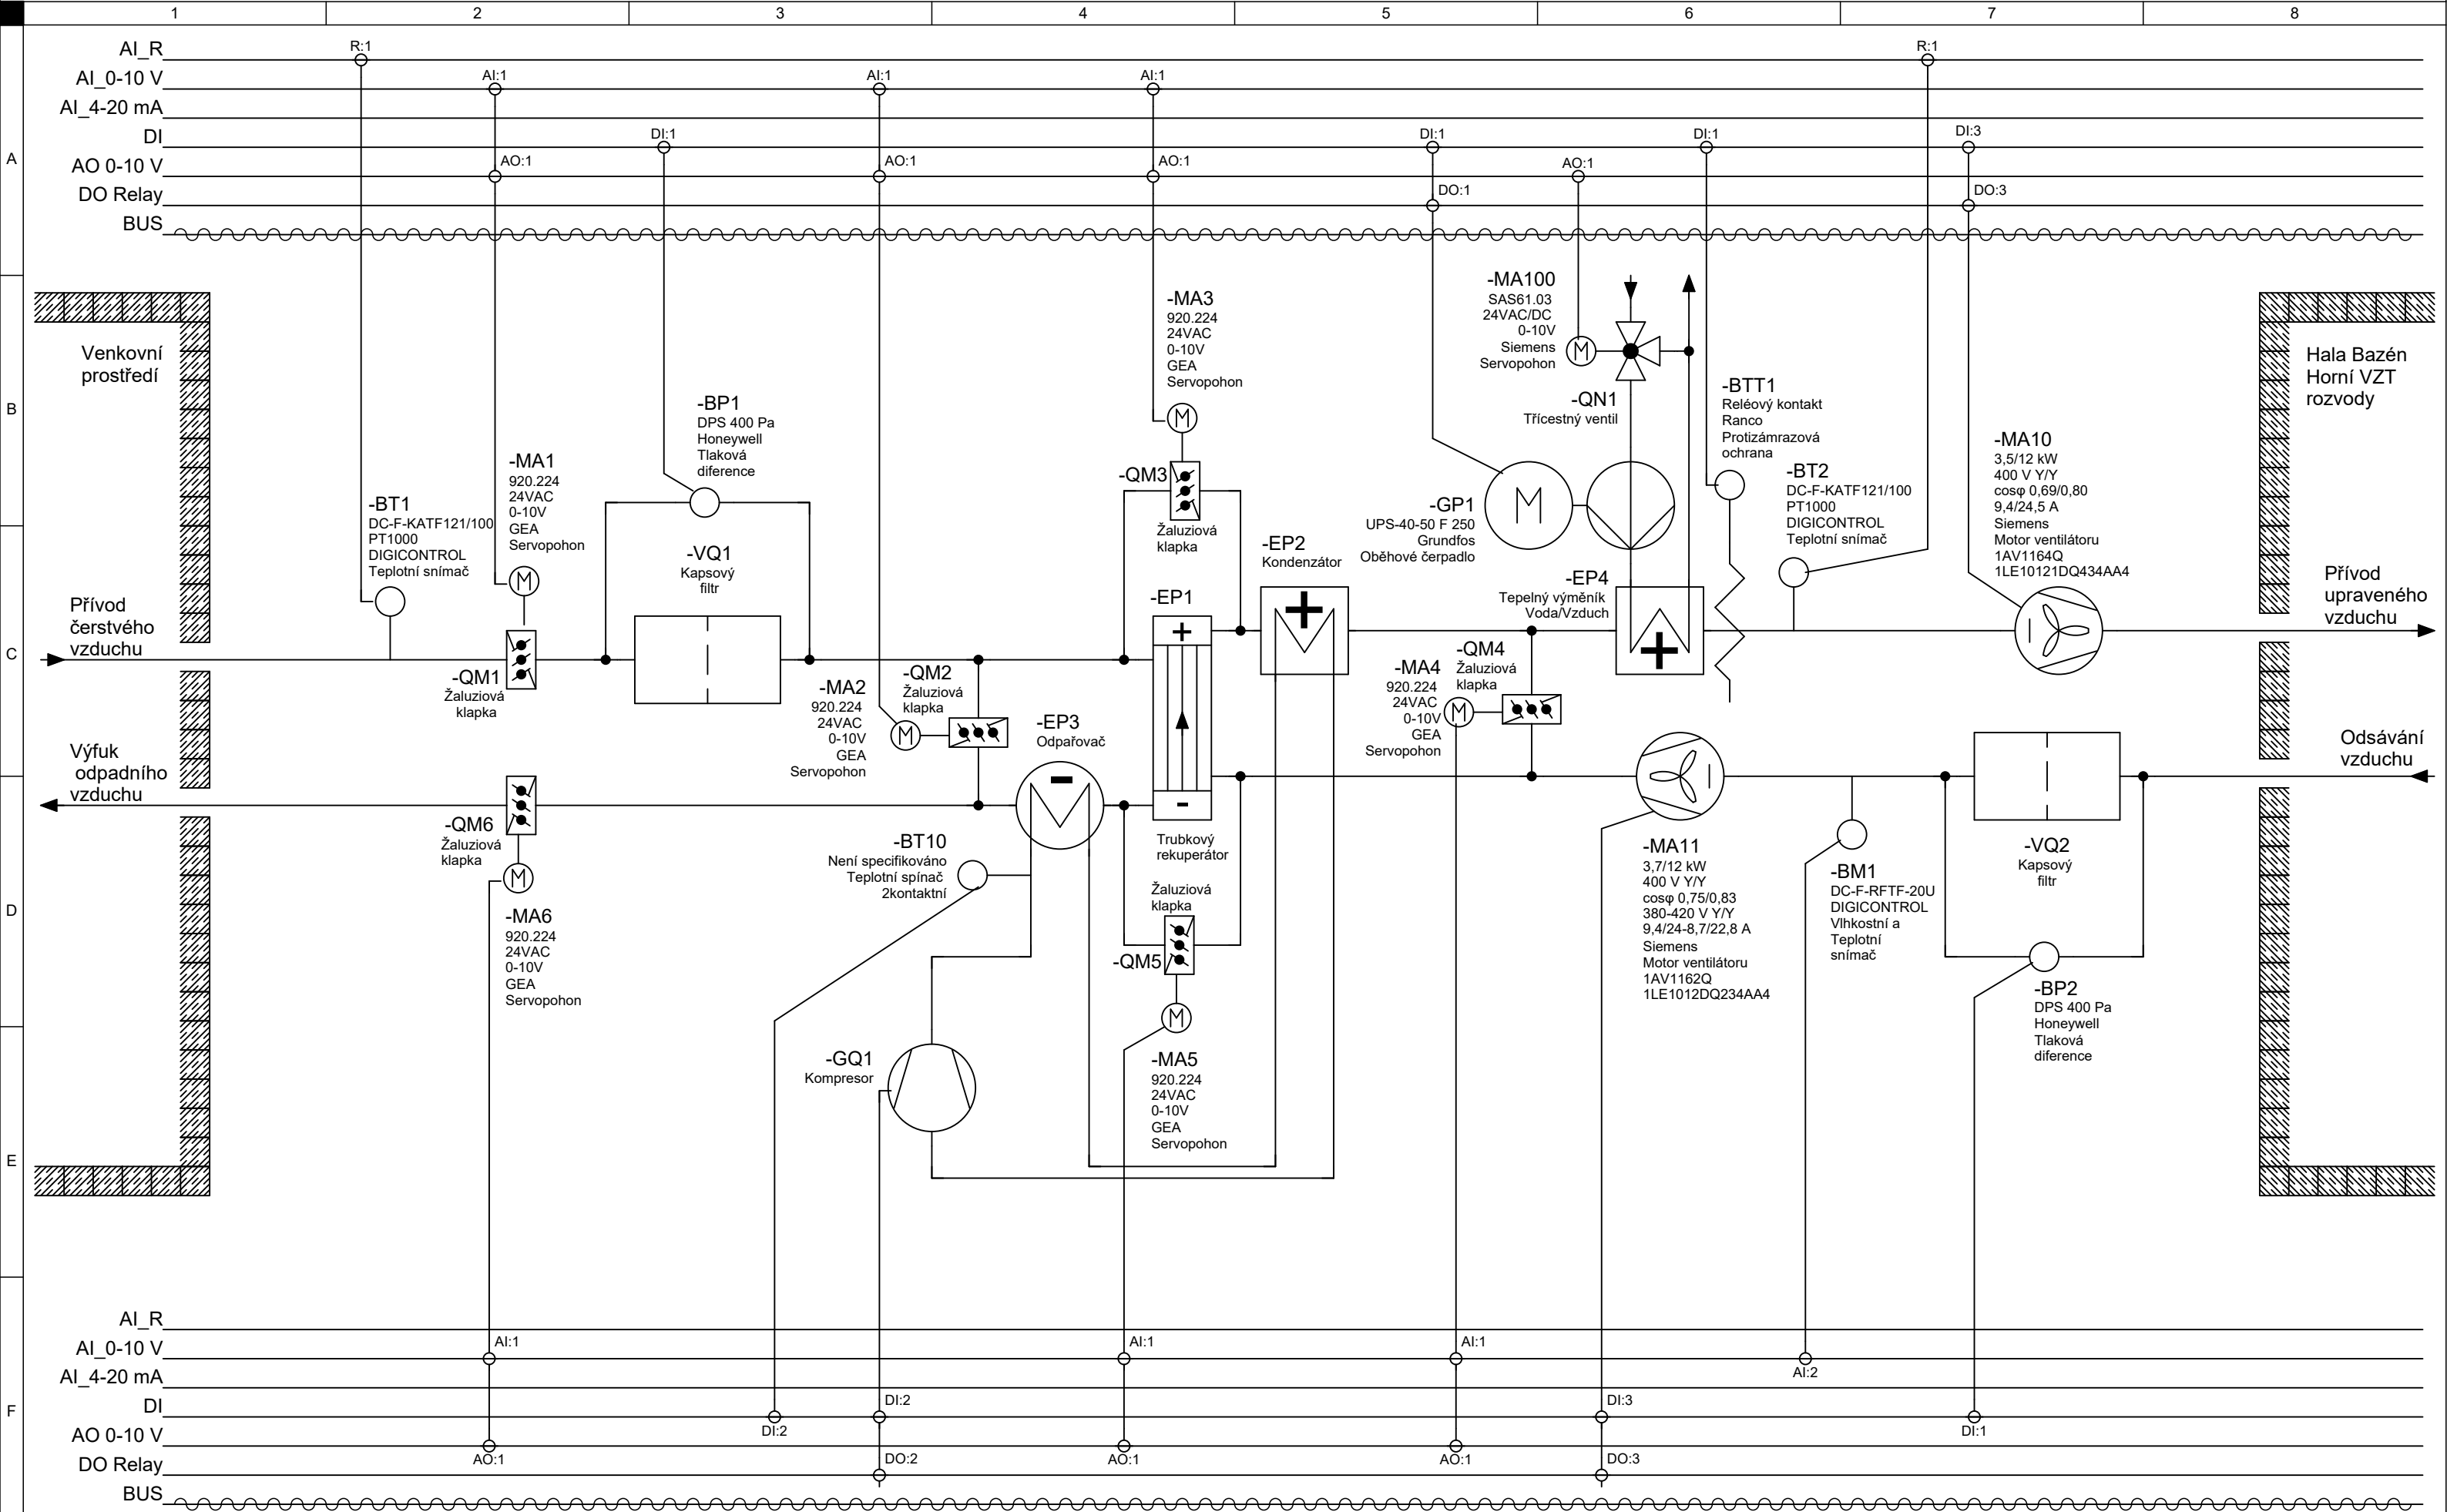 1 2 3 4 5 6 7 8
A
B
C
D
E
F
AI_R
AI_0-10 V
AI_4-20 mA
DI
AO 0-10 V
DO Relay
BUS
R:1
AI:1
AO:1
DI:1
AI:1
AO:1
AI:1
AO:1
DI:1
DO:1
AO:1
DI:1
R:1
DI:3
DO:3
Venkovní
prostředí
Hala Bazén
Horní VZT
rozvody
-BT1
DC-F-KATF121/100
PT1000
DIGICONTROL
Teplotní snímač
-MA1
920.224
24VAC
0-10V
GEA
Servopohon
-BP1
DPS 400 Pa
Honeywell
Tlaková
diference
-VQ1
Kapsový
filtr
-MA3
920.224
24VAC
0-10V
GEA
Servopohon
M
M
-QM3
Žaluziová
klapka
-EP2
Kondenzátor
-EP1
+
-
Trubkový
rekuperátor
-MA100
SAS61.03
24VAC/DC
0-10V
Siemens
Servopohon
M
-QN1
Třícestný ventil
-GP1
UPS-40-50 F 250
Grundfos
Oběhové čerpadlo
M
-EP4
Tepelný výměník
Voda/Vzduch
-BTT1
Reléový kontakt
Ranco
Protizámrazová
ochrana
-BT2
DC-F-KATF121/100
PT1000
DIGICONTROL
Teplotní snímač
-MA10
3,5/12 kW
400 V Y/Y
cosφ 0,69/0,80
9,4/24,5 A
Siemens
Motor ventilátoru
1AV1164Q
1LE10121DQ434AA4
Přívod
čerstvého
vzduchu
Přívod
upraveného
vzduchu
-QM1
Žaluziová
klapka
-MA2
920.224
24VAC
0-10V
GEA
Servopohon
M
-QM2
Žaluziová
klapka
-EP3
Odpařovač
-MA4
920.224
24VAC
0-10V
GEA
Servopohon
M
-QM4
Žaluziová
klapka
Výfuk
odpadního
vzduchu
Odsávání
vzduchu
-QM6
Žaluziová
klapka
M
-MA6
920.224
24VAC
0-10V
GEA
Servopohon
-BT10
Není specifikováno
Teplotní spínač
2kontaktní
Žaluziová
klapka
-QM5
M
-MA5
920.224
24VAC
0-10V
GEA
Servopohon
-GQ1
Kompresor
-MA11
3,7/12 kW
400 V Y/Y
cosφ 0,75/0,83
380-420 V Y/Y
9,4/24-8,7/22,8 A
Siemens
Motor ventilátoru
1AV1162Q
1LE1012DQ234AA4
-BM1
DC-F-RFTF-20U
DIGICONTROL
Vlhkostní a
Teplotní
snímač
-VQ2
Kapsový
filtr
-BP2
DPS 400 Pa
Honeywell
Tlaková
diference
AI_R
AI_0-10 V
AI_4-20 mA
DI
AO 0-10 V
DO Relay
BUS
AI:1
AO:1
DI:2
DI:2
DO:2
AI:1
AO:1
AI:1
AO:1
DI:3
DO:3
AI:2
DI:1